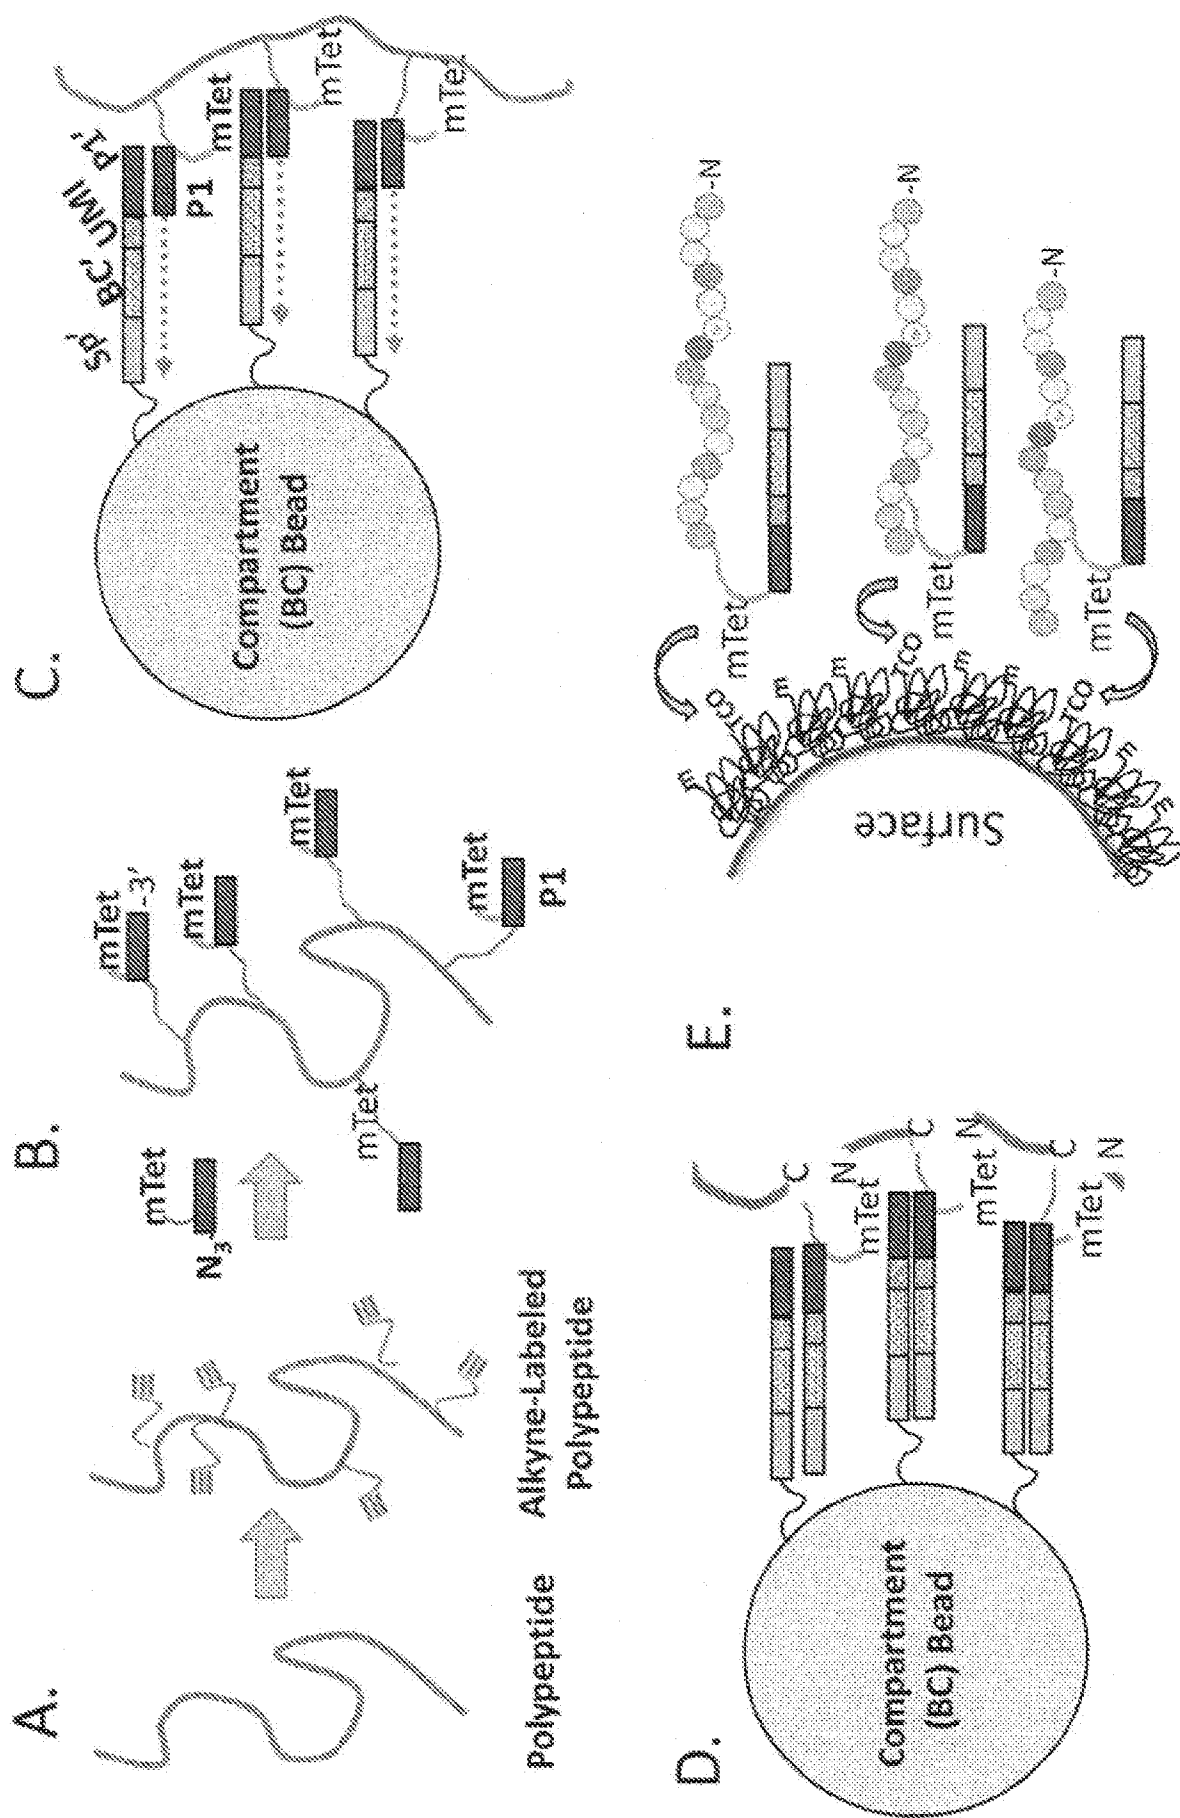 A.
Polypeptide
Alkyne-Labeled
Polypeptide
B.
mTet
N3
mTet
-3'
mTet
mTet
mTet
mTet
P1
C.
Compartment
(BC) Bead
Sp'
BC'
UMI
P1'
P1
mTet
mTet
mTet
D.
Compartment
(BC) Bead
C
N
mTet
C
N
mTet
C
N
mTet
E.
Surface
E
TCO
E
E
TCO
E
E
TCO
E
E
E
mTet
mTet
mTet
-N
-N
-N